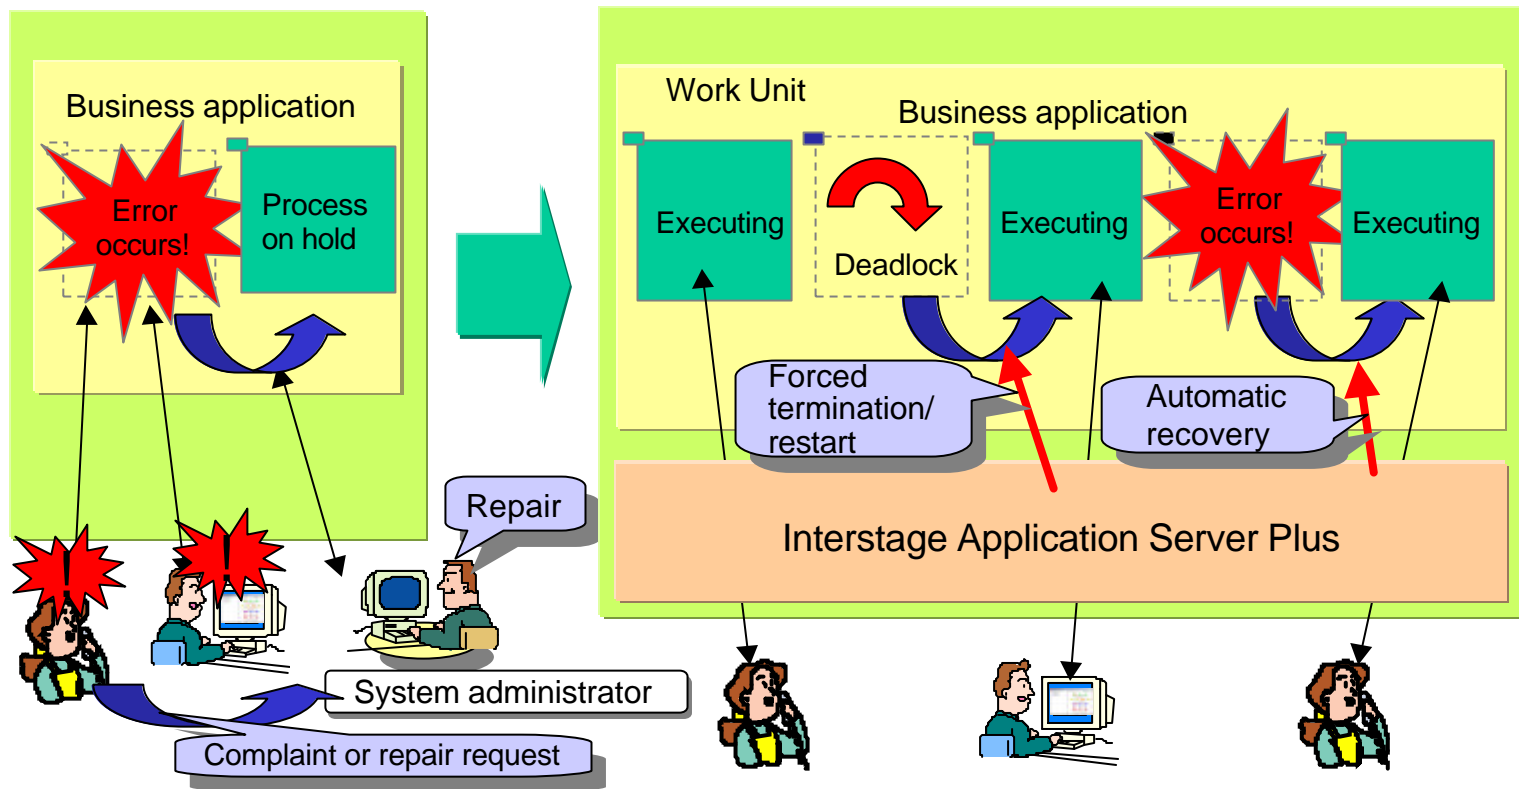 Business application
Error
occurs!
Process
on hold
Repair
!
!
System administrator
Complaint or repair request
Work Unit
Business application
Executing
Deadlock
Executing
Error
occurs!
Executing
Forced
termination/
restart
Automatic
recovery
Interstage Application Server Plus